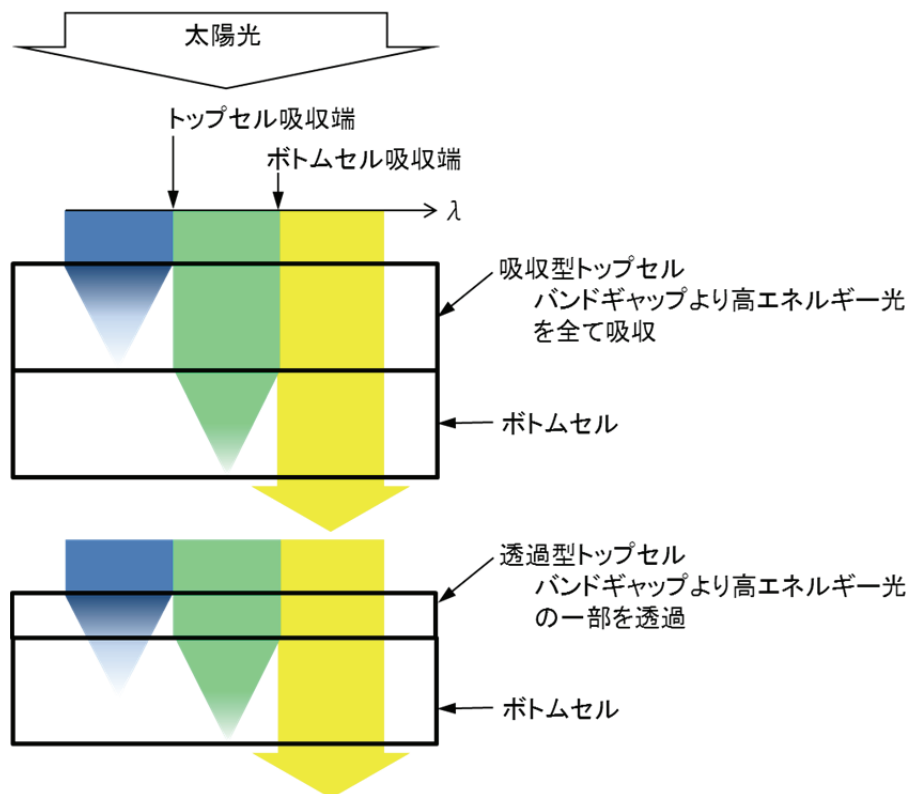 太陽光
トップセル吸収端
ボトムセル吸収端
λ
吸収型トップセル
バンドギャップより高エネルギー光
を全て吸収
ボトムセル
透過型トップセル
バンドギャップより高エネルギー光
の一部を透過
ボトムセル